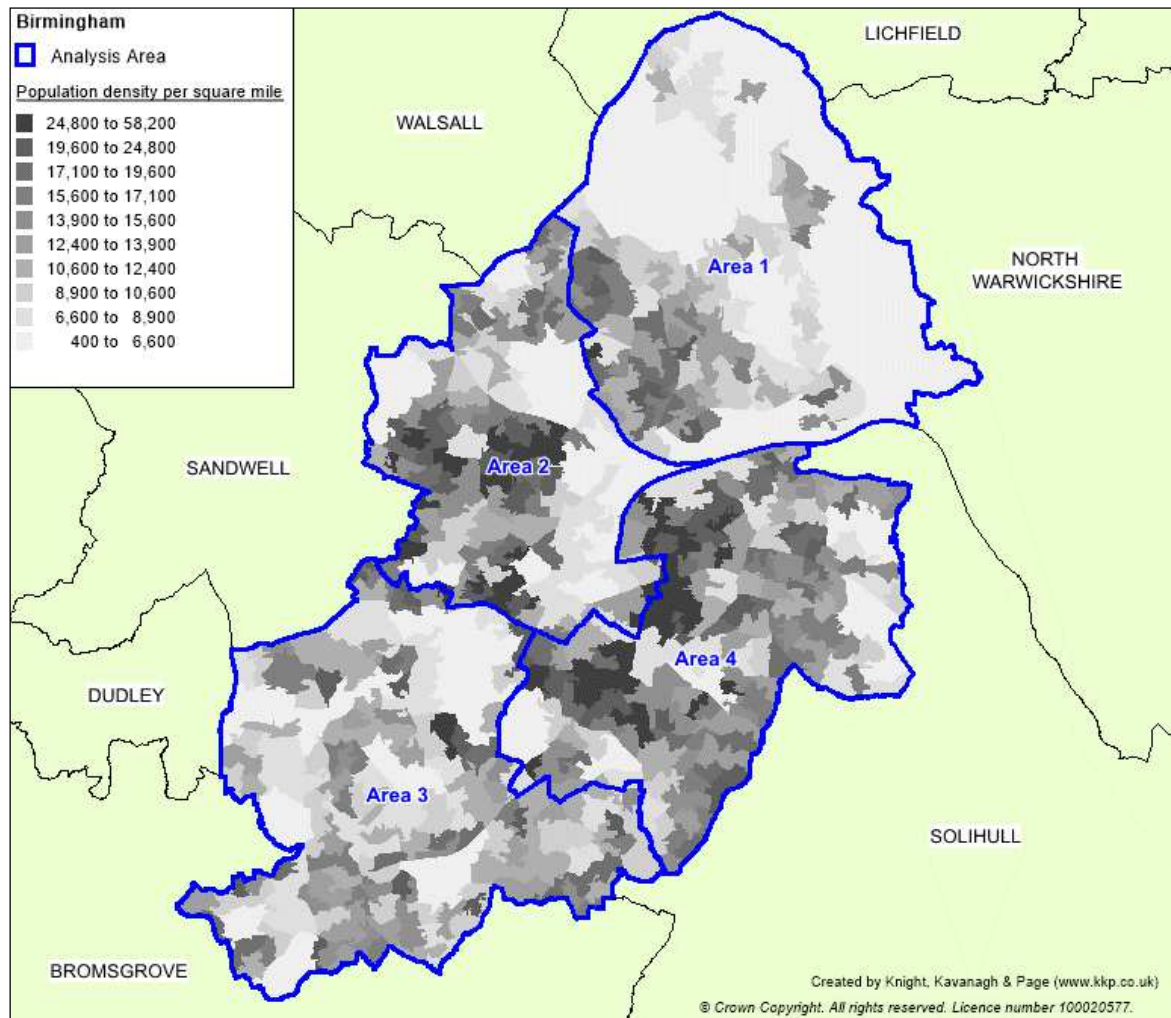 Birmingham
Analysis Area
Population density per square mile
24,800 to 58,200
19,600 to 24,800
17,100 to 19,600
15,600 to 17,100
13,900 to 15,600
12,400 to 13,900
10,600 to 12,400
8,900 to 10,600
6,600 to 8,900
400 to 6,600
LICHFIELD
WALSALL
NORTH
WARWICKSHIRE
Area 1
SANDWELL
Area 2
Area 4
DUDLEY
Area 3
SOLIHULL
BROMSGROVE
Created by Knight, Kavanagh & Page (www.kkp.co.uk)
© Crown Copyright. All rights reserved. Licence number 100020577.